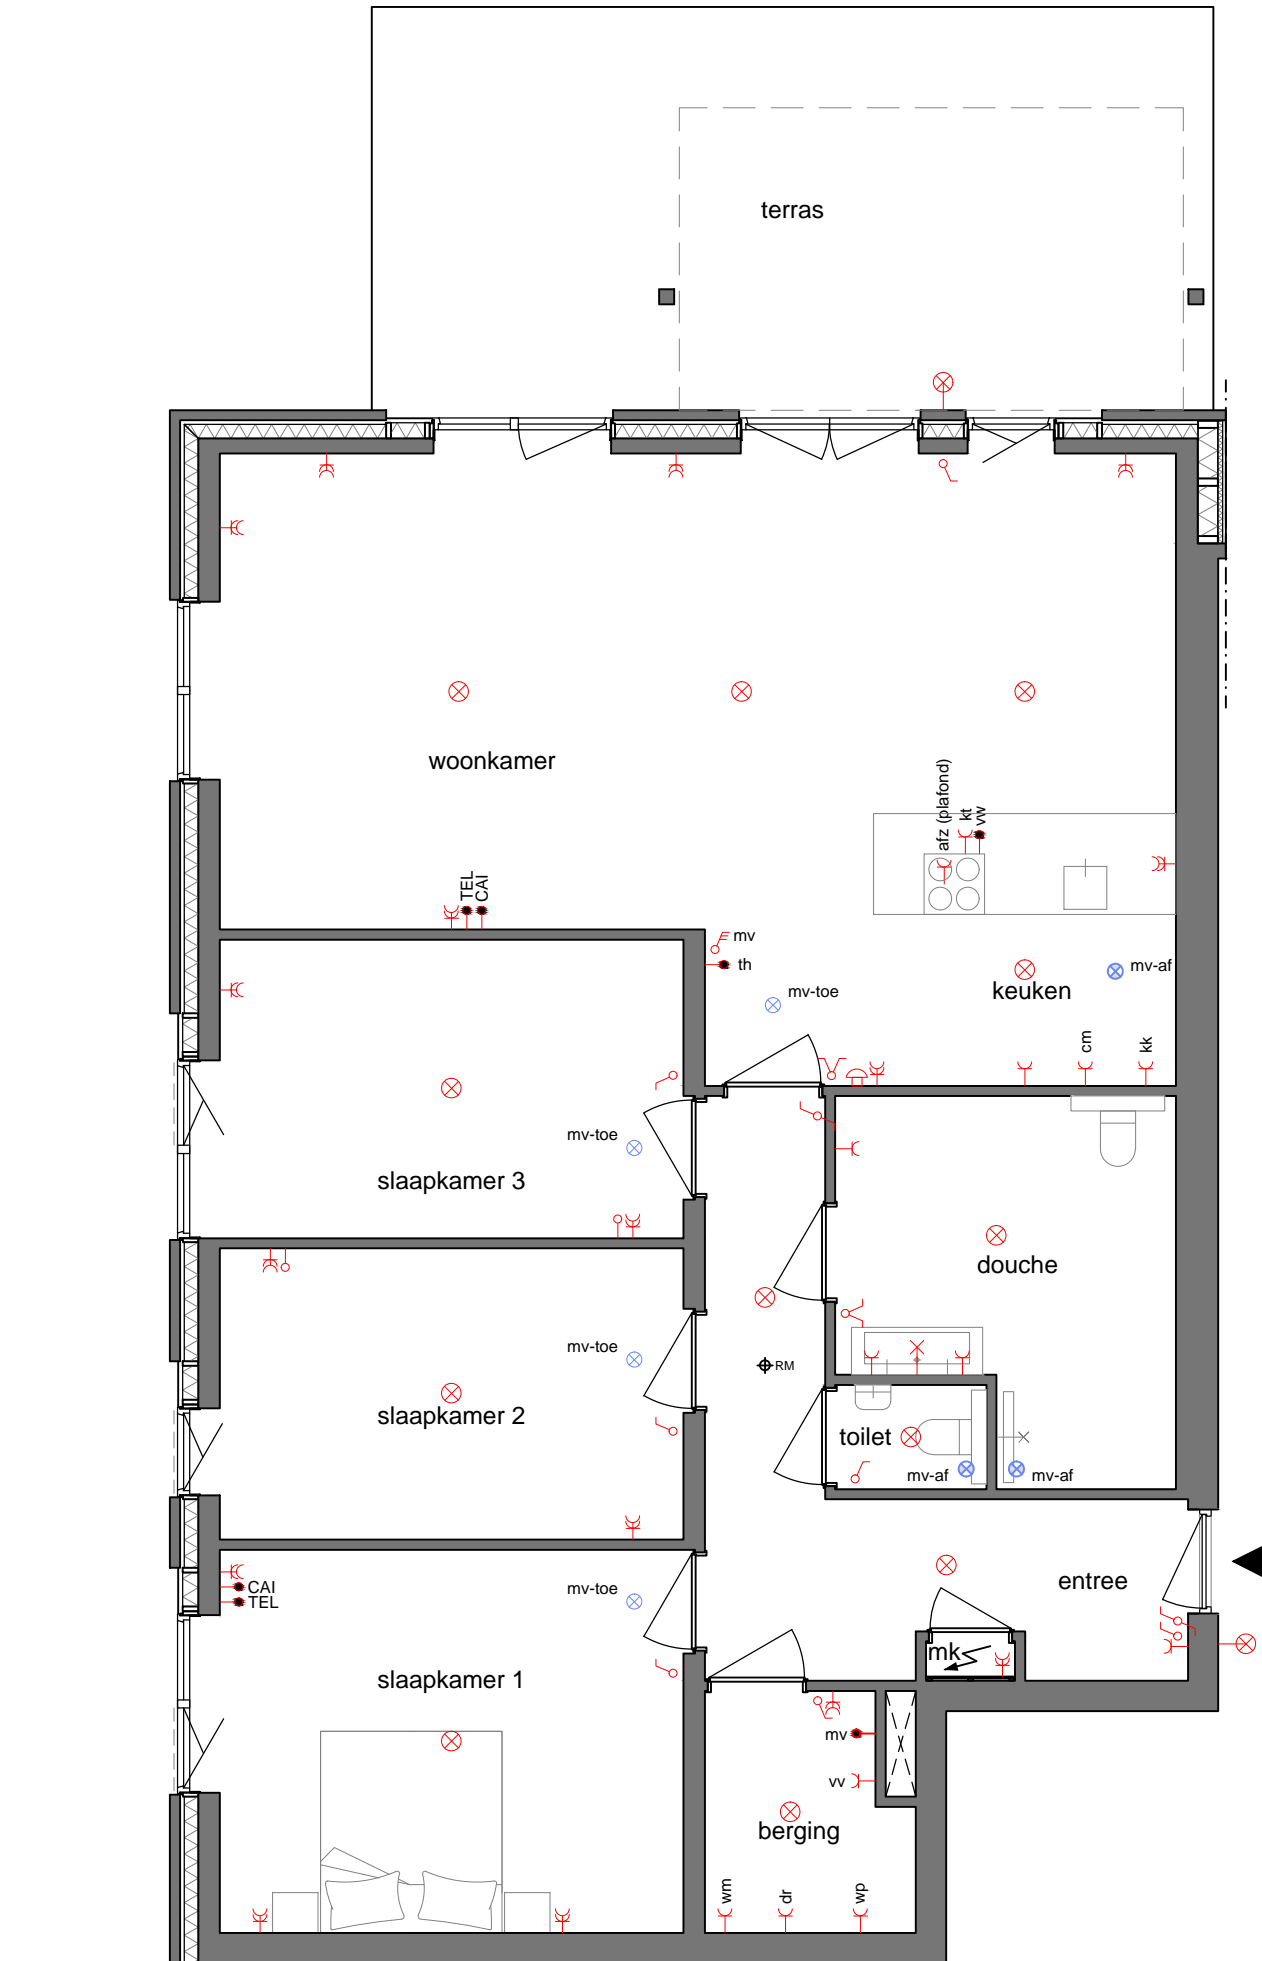 terras
woonkamer
afz (plafond)
kt
vw
TEL
CAI
mv
th
mv-af
keuken
mv-toe
cm
kk
mv-toe
slaapkamer 3
douche
mv-toe
RM
slaapkamer 2
toilet
mv-af
mv-af
CAI
TEL
mv-toe
entree
mk
slaapkamer 1
mv
vv
berging
wm
dr
wp